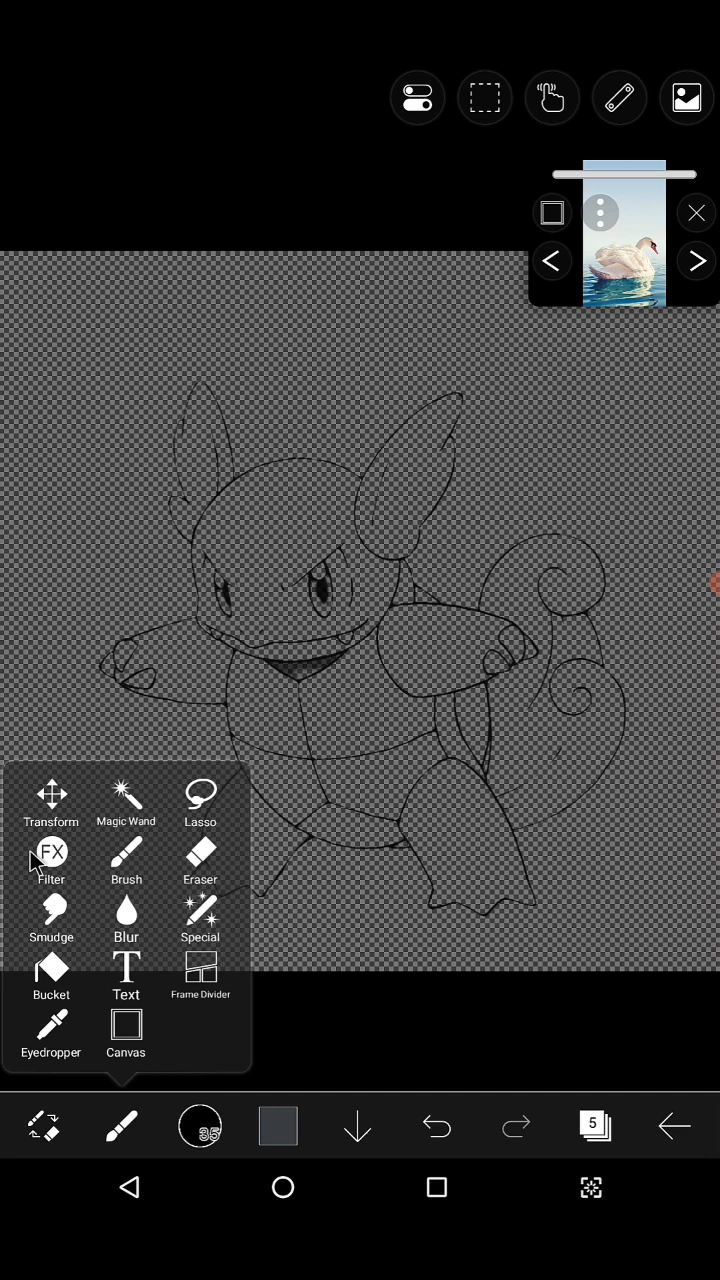 Transform Magic Wand Lasso
FX
Filter Brush Eraser
Smudge Blur Special
T
Bucket Text Frame Divider
Eyedropper Canvas
35 5